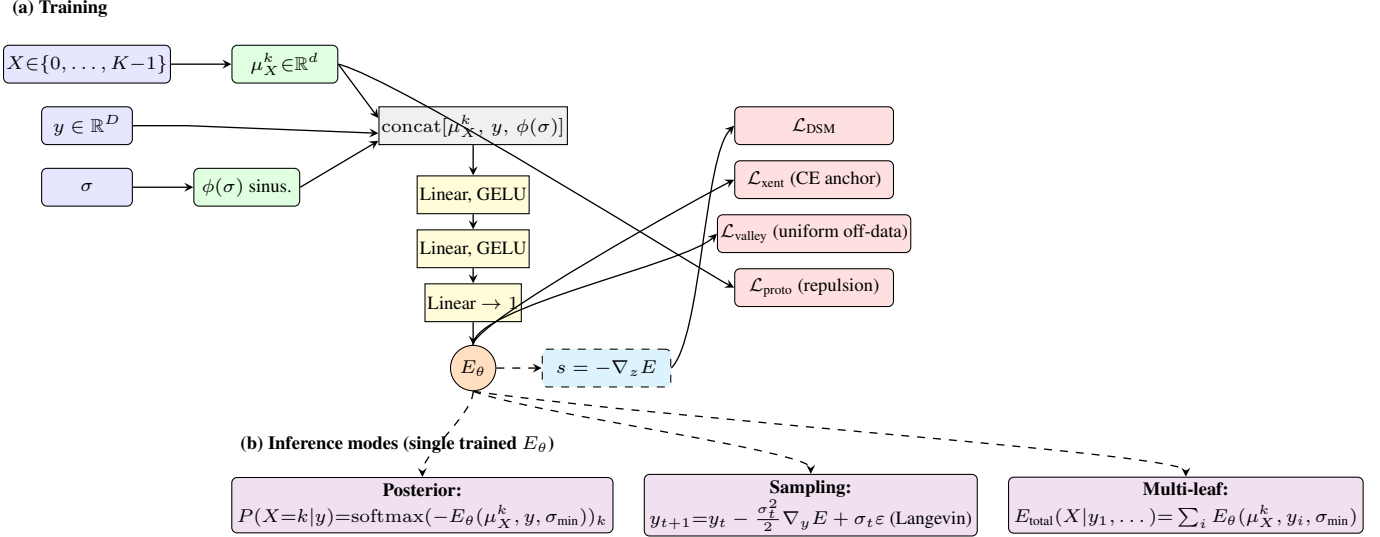 (a) Training
X∈{0, …, K−1}
μ_X^k∈ℝ^d
y ∈ ℝ^D
concat[μ_X^k, y, ϕ(σ)]
σ
ϕ(σ) sinus.
Linear, GELU
Linear, GELU
Linear → 1
E_θ
s = −∇_z E
ℒ_DSM
ℒ_xent (CE anchor)
ℒ_valley (uniform off-data)
ℒ_proto (repulsion)
(b) Inference modes (single trained E_θ)
Posterior:
P(X=k|y)=softmax(−E_θ(μ_X^k, y, σ_min))_k
Sampling:
y_{t+1}=y_t − \frac{σ_t^2}{2}∇_y E + σ_t ε (Langevin)
Multi-leaf:
E_total(X|y_1, …)= ∑_i E_θ(μ_X^k, y_i, σ_min)